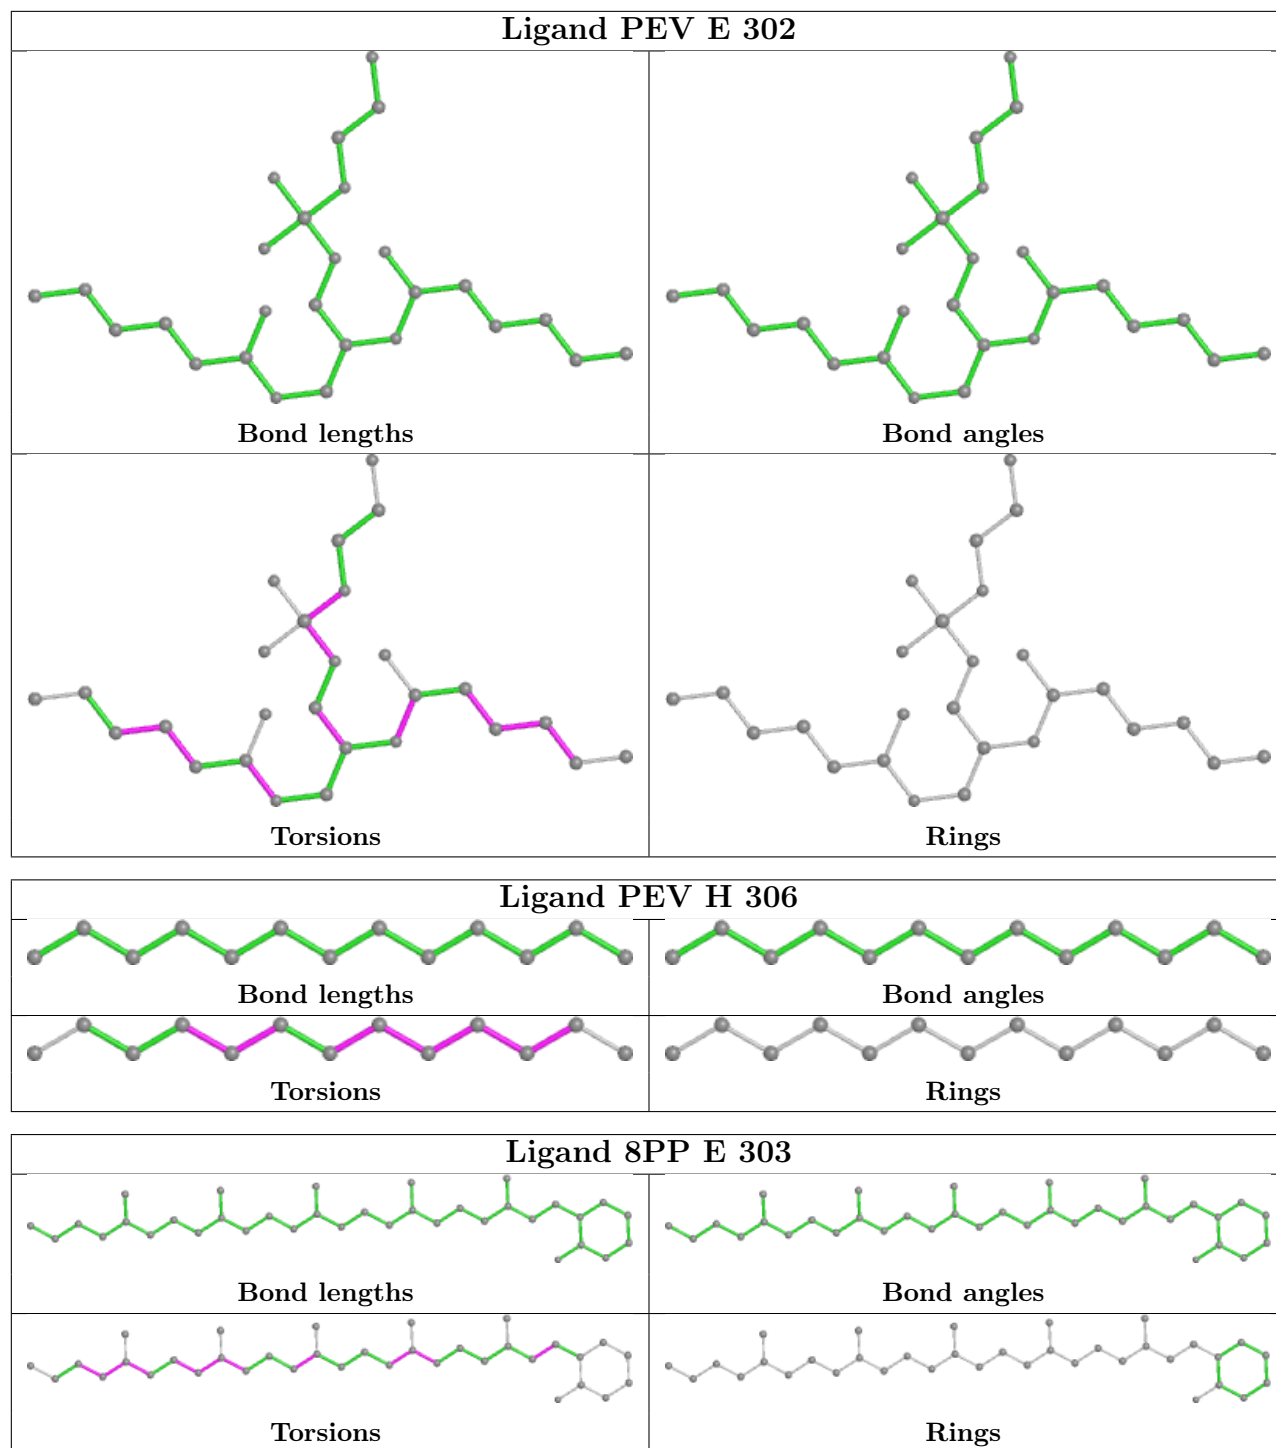 Ligand PEV E 302
Bond lengths
Bond angles
Torsions
Rings
Ligand PEV H 306
Bond lengths
Bond angles
Torsions
Rings
Ligand 8PP E 303
Bond lengths
Bond angles
Torsions
Rings